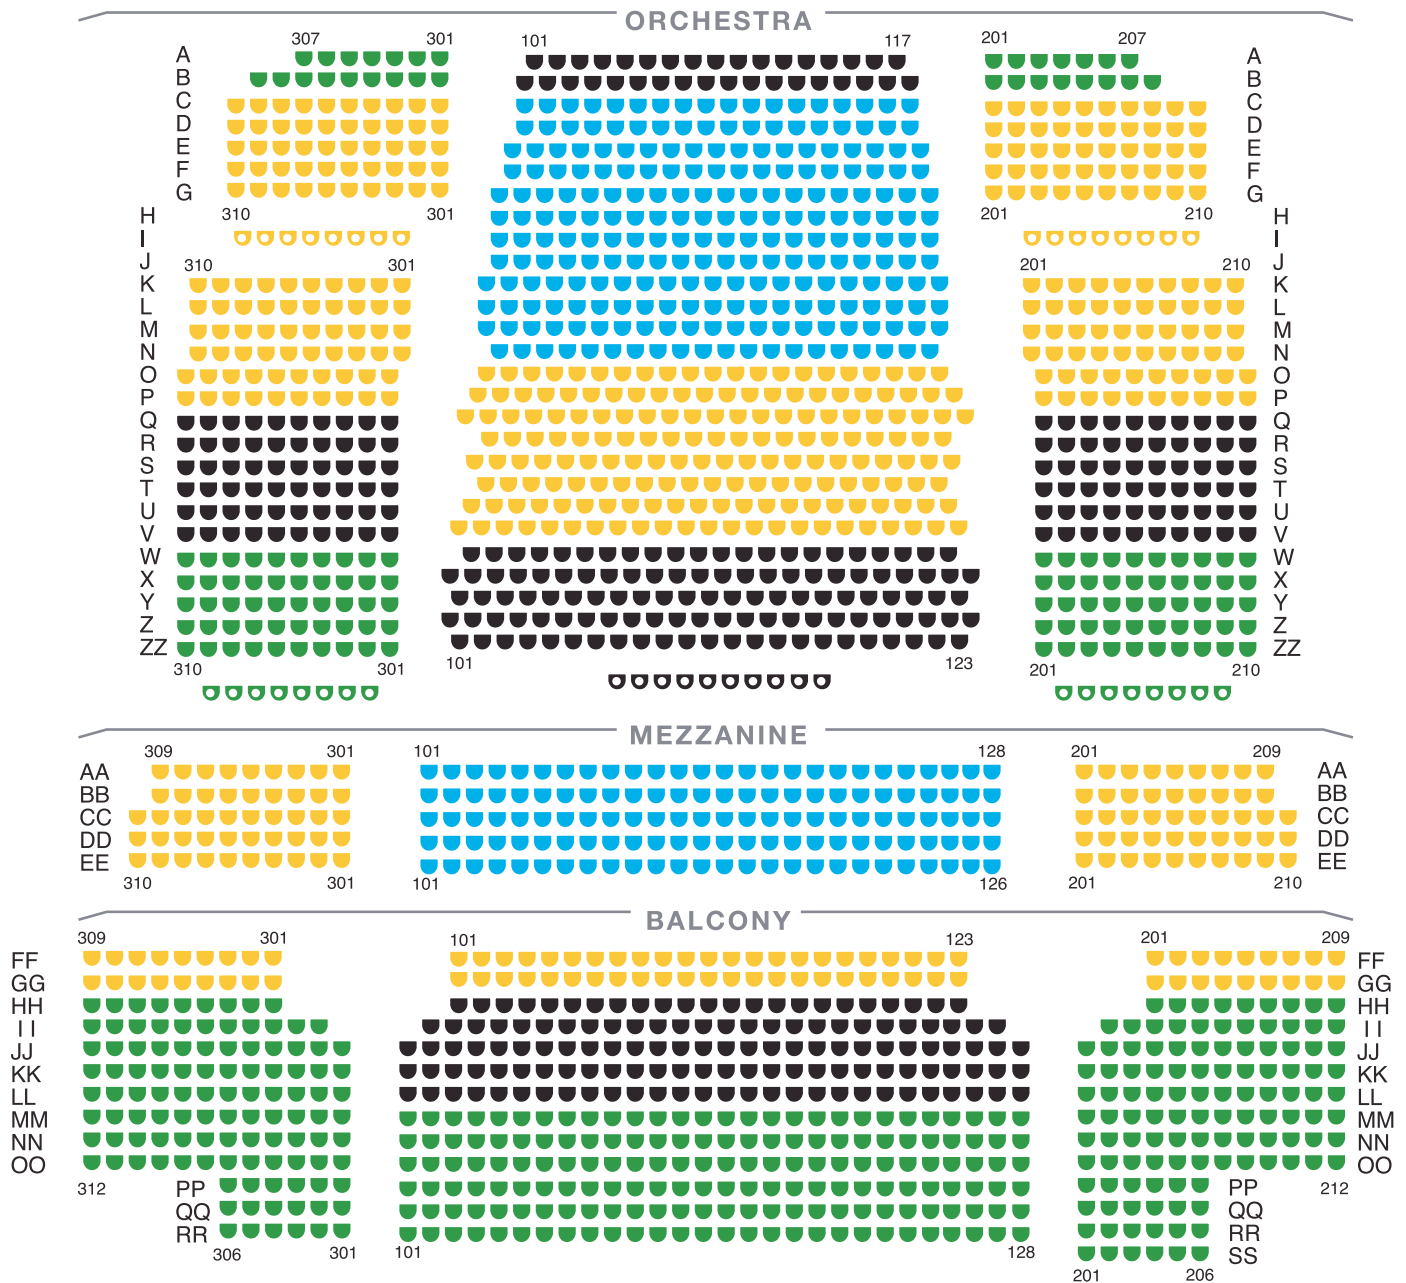 ORCHESTRA
307 301 101 117 201 207
A A
B B
C C
D D
E E
F F
G G
310 301 201 210
H H
I I
J J
310 301 201 210
K K
L L
M M
N N
O O
P P
Q Q
R R
S S
T T
U U
V V
W W
X X
Y Y
Z Z
ZZ ZZ
310 301 101 123 201 210
MEZZANINE
309 301 101 128 201 209
AA AA
BB BB
CC CC
DD DD
EE EE
310 301 101 126 201 210
BALCONY
309 301 101 123 201 209
FF FF
GG GG
HH HH
II II
JJ JJ
KK KK
LL LL
MM MM
NN NN
OO OO
312 PP PP 212
QQ QQ
RR RR
306 301 101 128 SS
201 206